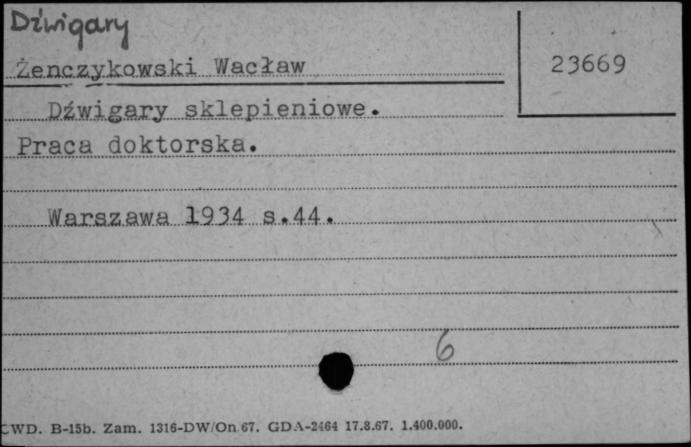 Dźwigary
Żenczykowski Wacław
23669
Dźwigary sklepieniowe.
Praca doktorska.
Warszawa 1934 s.44.
6
CWD. B-15b. Zam. 1316-DW/On 67. GDA-2464 17.8.67. 1.400.000.